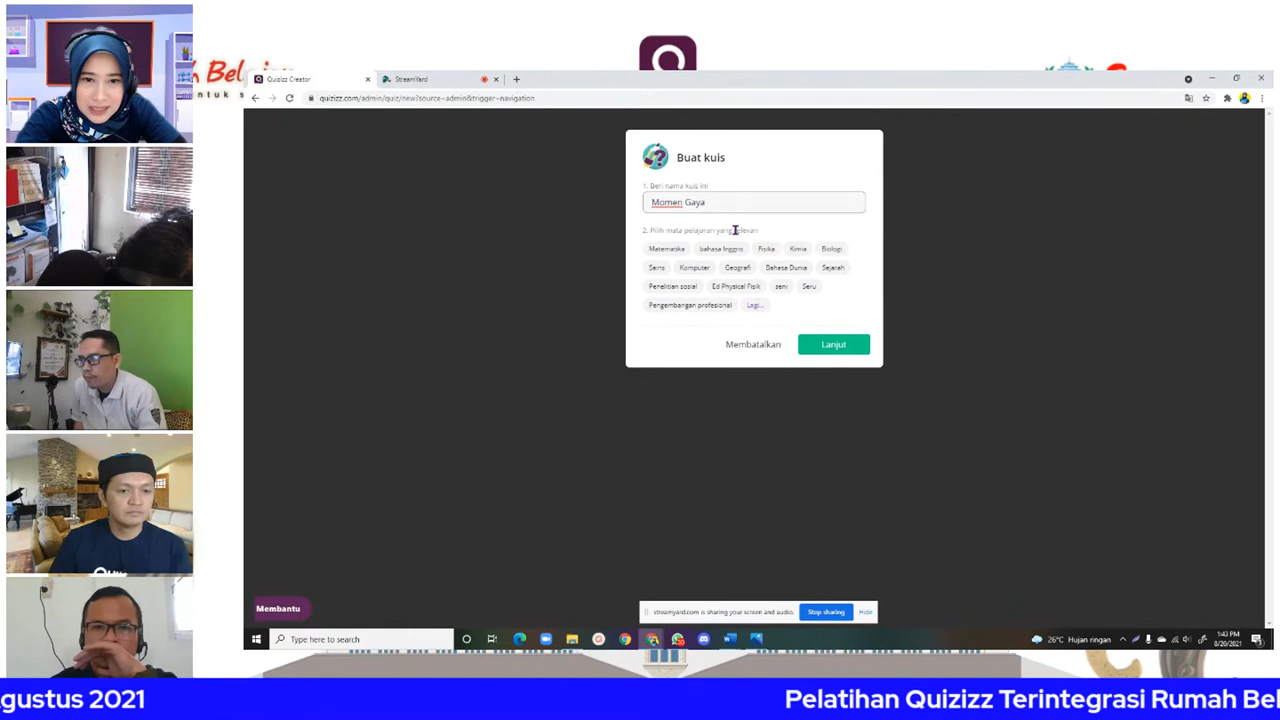 Quizizz Creator
StreamYard
quizizz.com/admin/quiz/new?source=admin&trigger=navigation
Buat kuis
1. Beri nama kuis ini
Momen Gaya
2. Pilih mata pelajaran yang relevan
Matematika bahasa Inggris Fisika Kimia Biologi
Sains Komputer Geografi Bahasa Dunia Sejarah
Penelitian sosial Ed Physical Fisik seni Seru
Pengembangan profesional Lagi...
Membatalkan Lanjut
Membantu
streamyard.com is sharing your screen and audio. Stop sharing Hide
Type here to search
26°C Hujan ringan
1:43 PM
8/20/2021
gustus 2021 Pelatihan Quizizz Terintegrasi Rumah Bel